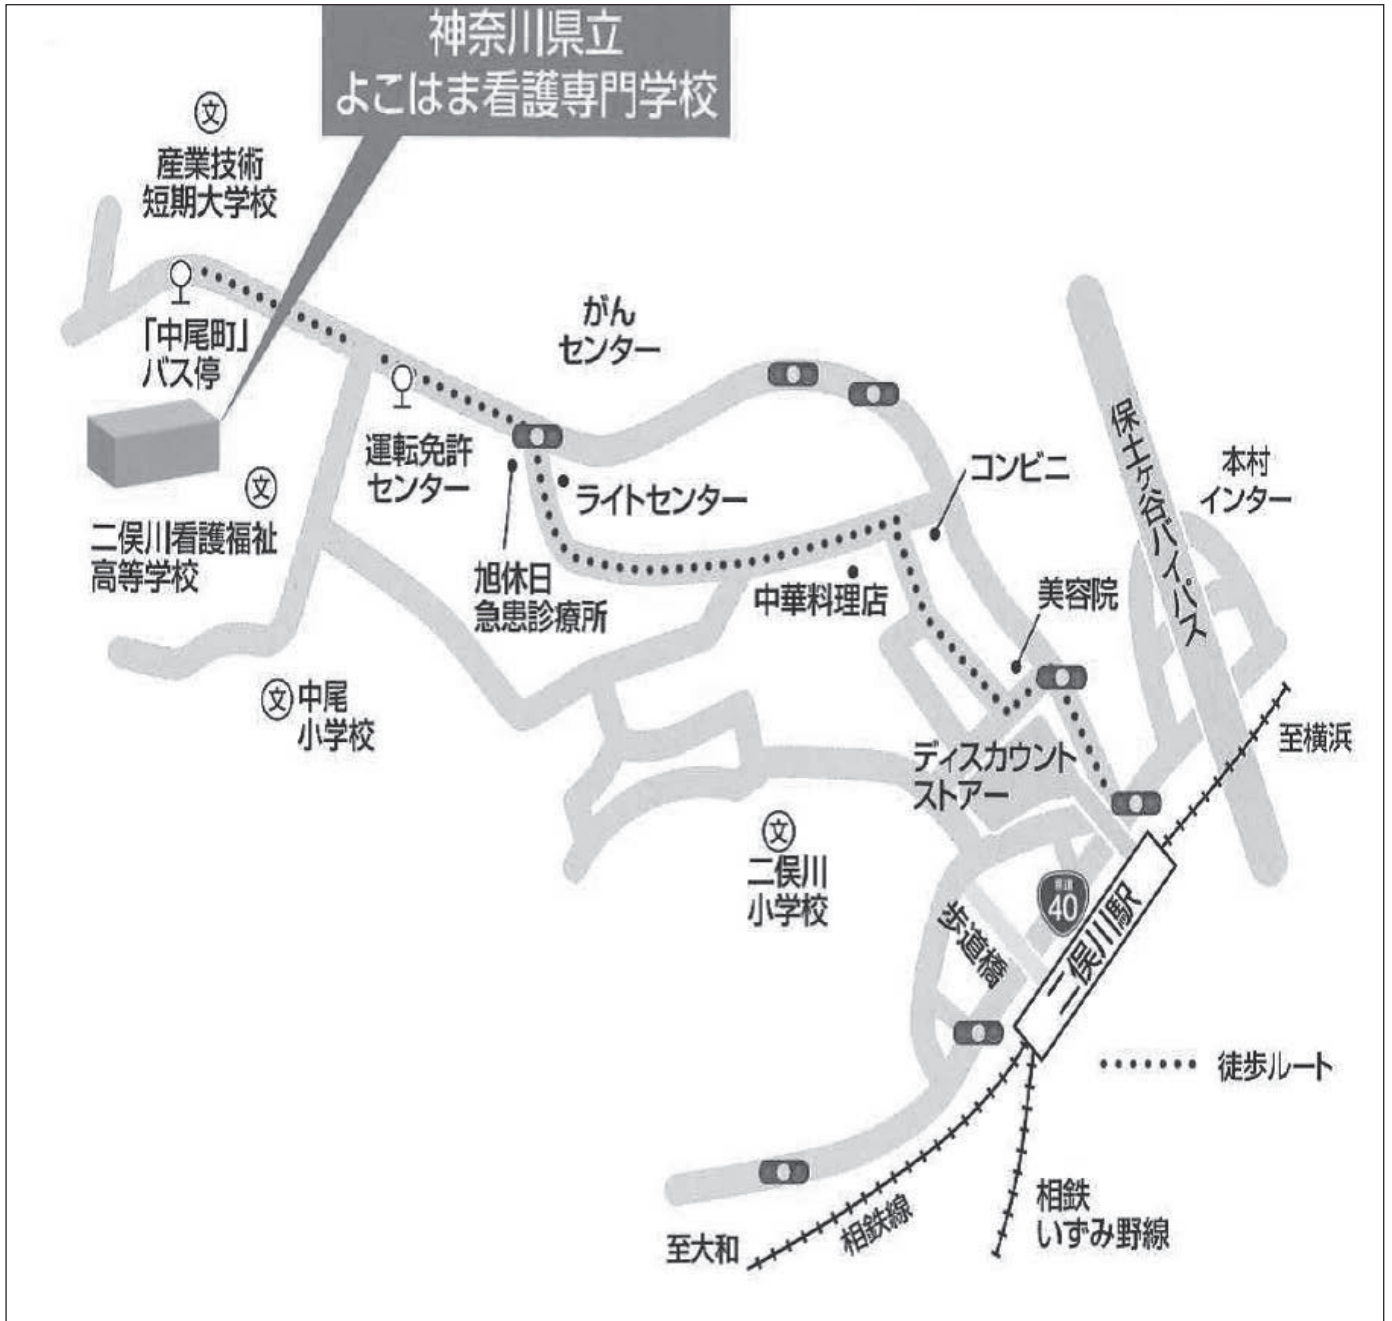 神奈川県立
よこはま看護専門学校
文
産業技術
短期大学校
「中尾町」
バス停
がん
センター
運転免許
センター
ライトセンター
コンビニ
保土ヶ谷バイパス
本村
インター
文
二俣川看護福祉
高等学校
旭休日
急患診療所
中華料理店
美容院
文
中尾
小学校
ディスカウント
ストアー
至横浜
文
二俣川
小学校
県道
40
歩道橋
二俣川駅
徒歩ルート
相鉄線
至大和
相鉄
いずみ野線